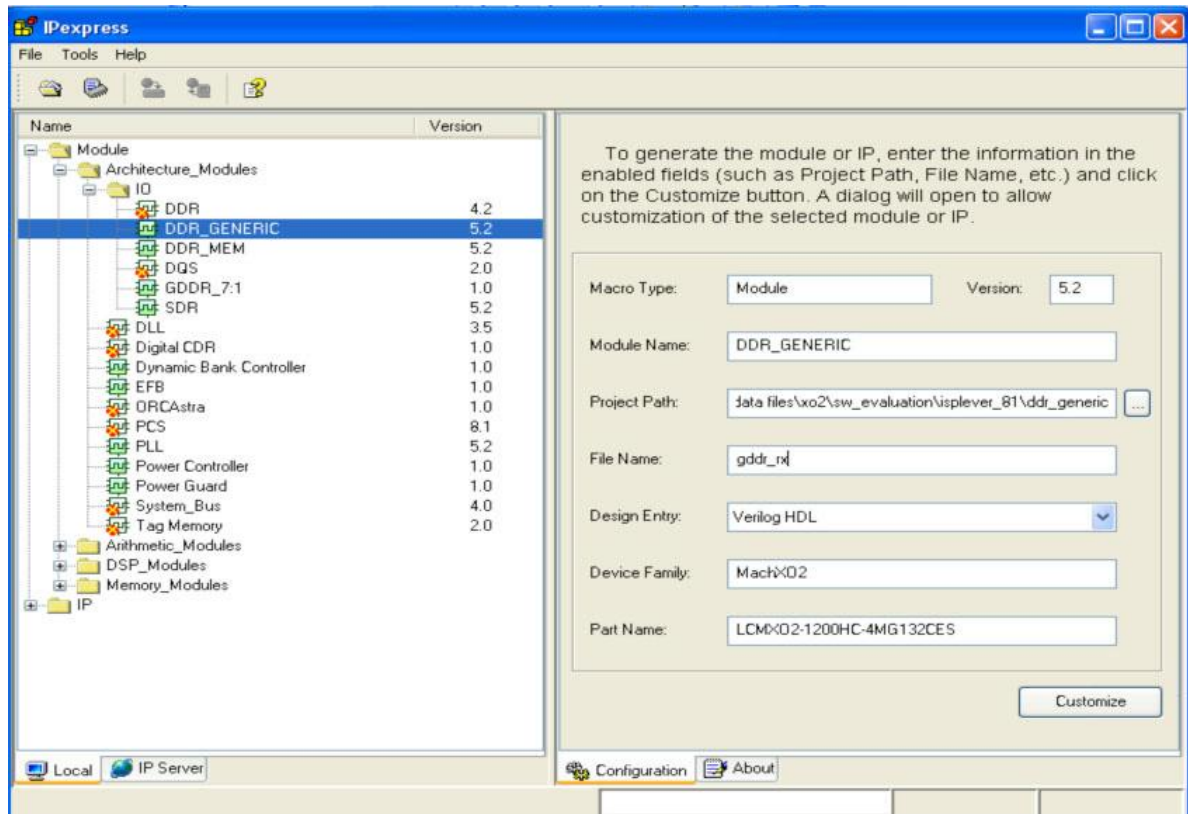 IPexpress
File Tools Help
Name Version
Module
Architecture_Modules
IO
DDR 4.2
DDR_GENERIC 5.2
DDR_MEM 5.2
DQS 2.0
GDDR_7:1 1.0
SDR 5.2
DLL 3.5
Digital CDR 1.0
Dynamic Bank Controller 1.0
EFB 1.0
ORCAstra 1.0
PCS 8.1
PLL 5.2
Power Controller 1.0
Power Guard 1.0
System_Bus 4.0
Tag Memory 2.0
Arithmetic_Modules
DSP_Modules
Memory_Modules
IP
Local IP Server
To generate the module or IP, enter the information in the
enabled fields (such as Project Path, File Name, etc.) and click
on the Customize button. A dialog will open to allow
customization of the selected module or IP.
Macro Type: Module Version: 5.2
Module Name: DDR_GENERIC
Project Path: data files\xo2\sw_evaluation\isplever_81\ddr_generic ...
File Name: gddr_rx
Design Entry: Verilog HDL
Device Family: MachXO2
Part Name: LCMXO2-1200HC-4MG132CES
Customize
Configuration About